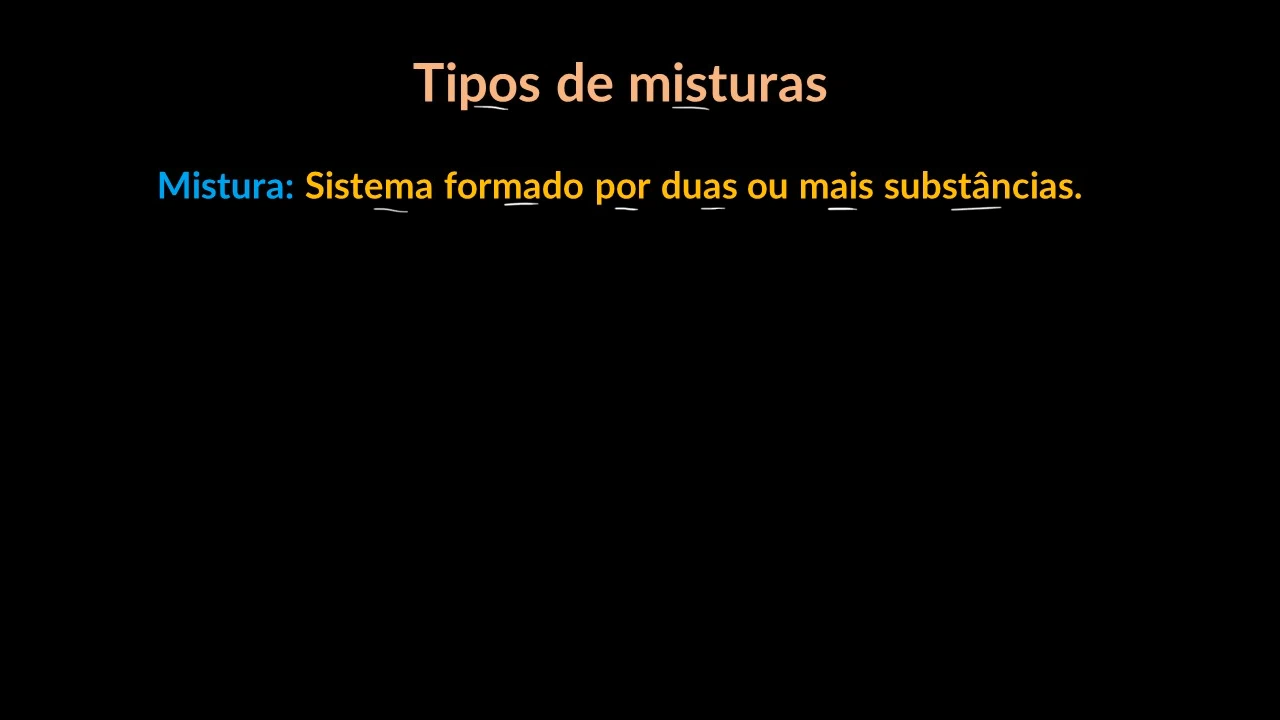 Tipos de misturas
Mistura: Sistema formado por duas ou mais substâncias.